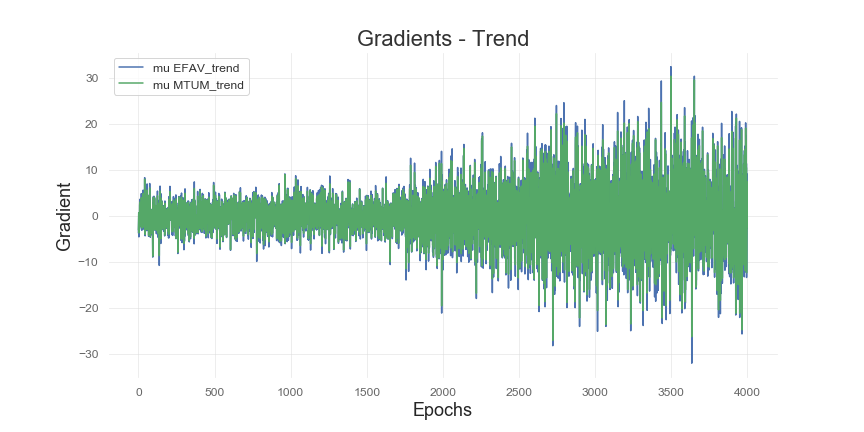 Gradients - Trend
mu EFAV_trend
mu MTUM_trend
30
20
10
0
−10
−20
−30
Gradient
0 500 1000 1500 2000 2500 3000 3500 4000
Epochs